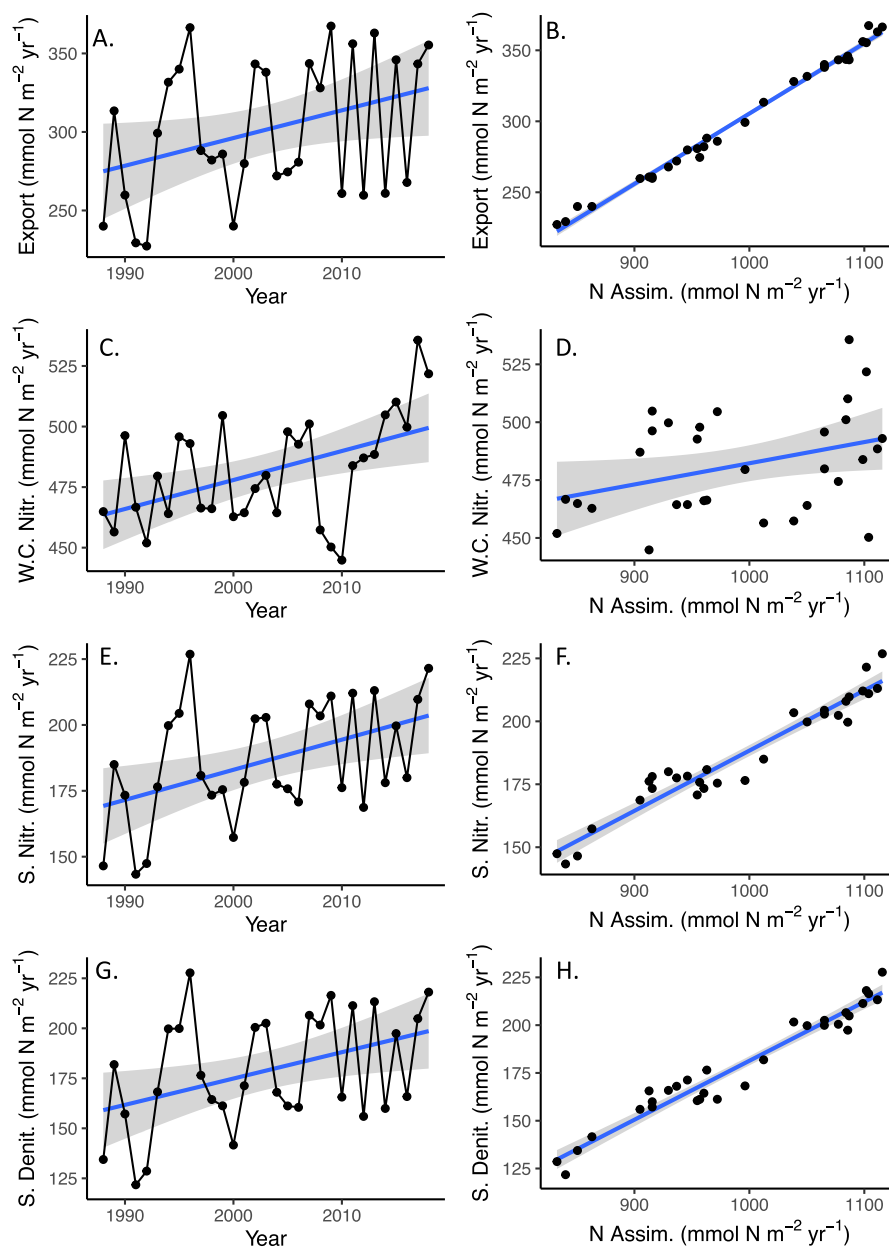 A.
350
300
250
Export (mmol N m⁻² yr⁻¹)
1990 2000 2010
Year
B.
350
300
250
Export (mmol N m⁻² yr⁻¹)
900 1000 1100
N Assim. (mmol N m⁻² yr⁻¹)
C.
525
500
475
450
W.C. Nitr. (mmol N m⁻² yr⁻¹)
1990 2000 2010
Year
D.
525
500
475
450
W.C. Nitr. (mmol N m⁻² yr⁻¹)
900 1000 1100
N Assim. (mmol N m⁻² yr⁻¹)
E.
225
200
175
150
S. Nitr. (mmol N m⁻² yr⁻¹)
1990 2000 2010
Year
F.
225
200
175
150
S. Nitr. (mmol N m⁻² yr⁻¹)
900 1000 1100
N Assim. (mmol N m⁻² yr⁻¹)
G.
225
200
175
150
125
S. Denit. (mmol N m⁻² yr⁻¹)
1990 2000 2010
Year
H.
225
200
175
150
125
S. Denit. (mmol N m⁻² yr⁻¹)
900 1000 1100
N Assim. (mmol N m⁻² yr⁻¹)